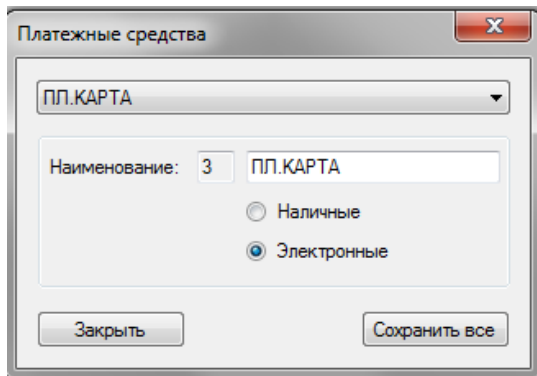 Платежные средства
ПЛ.КАРТА
Наименование: 3 ПЛ.КАРТА
Наличные
Электронные
Закрыть Сохранить все